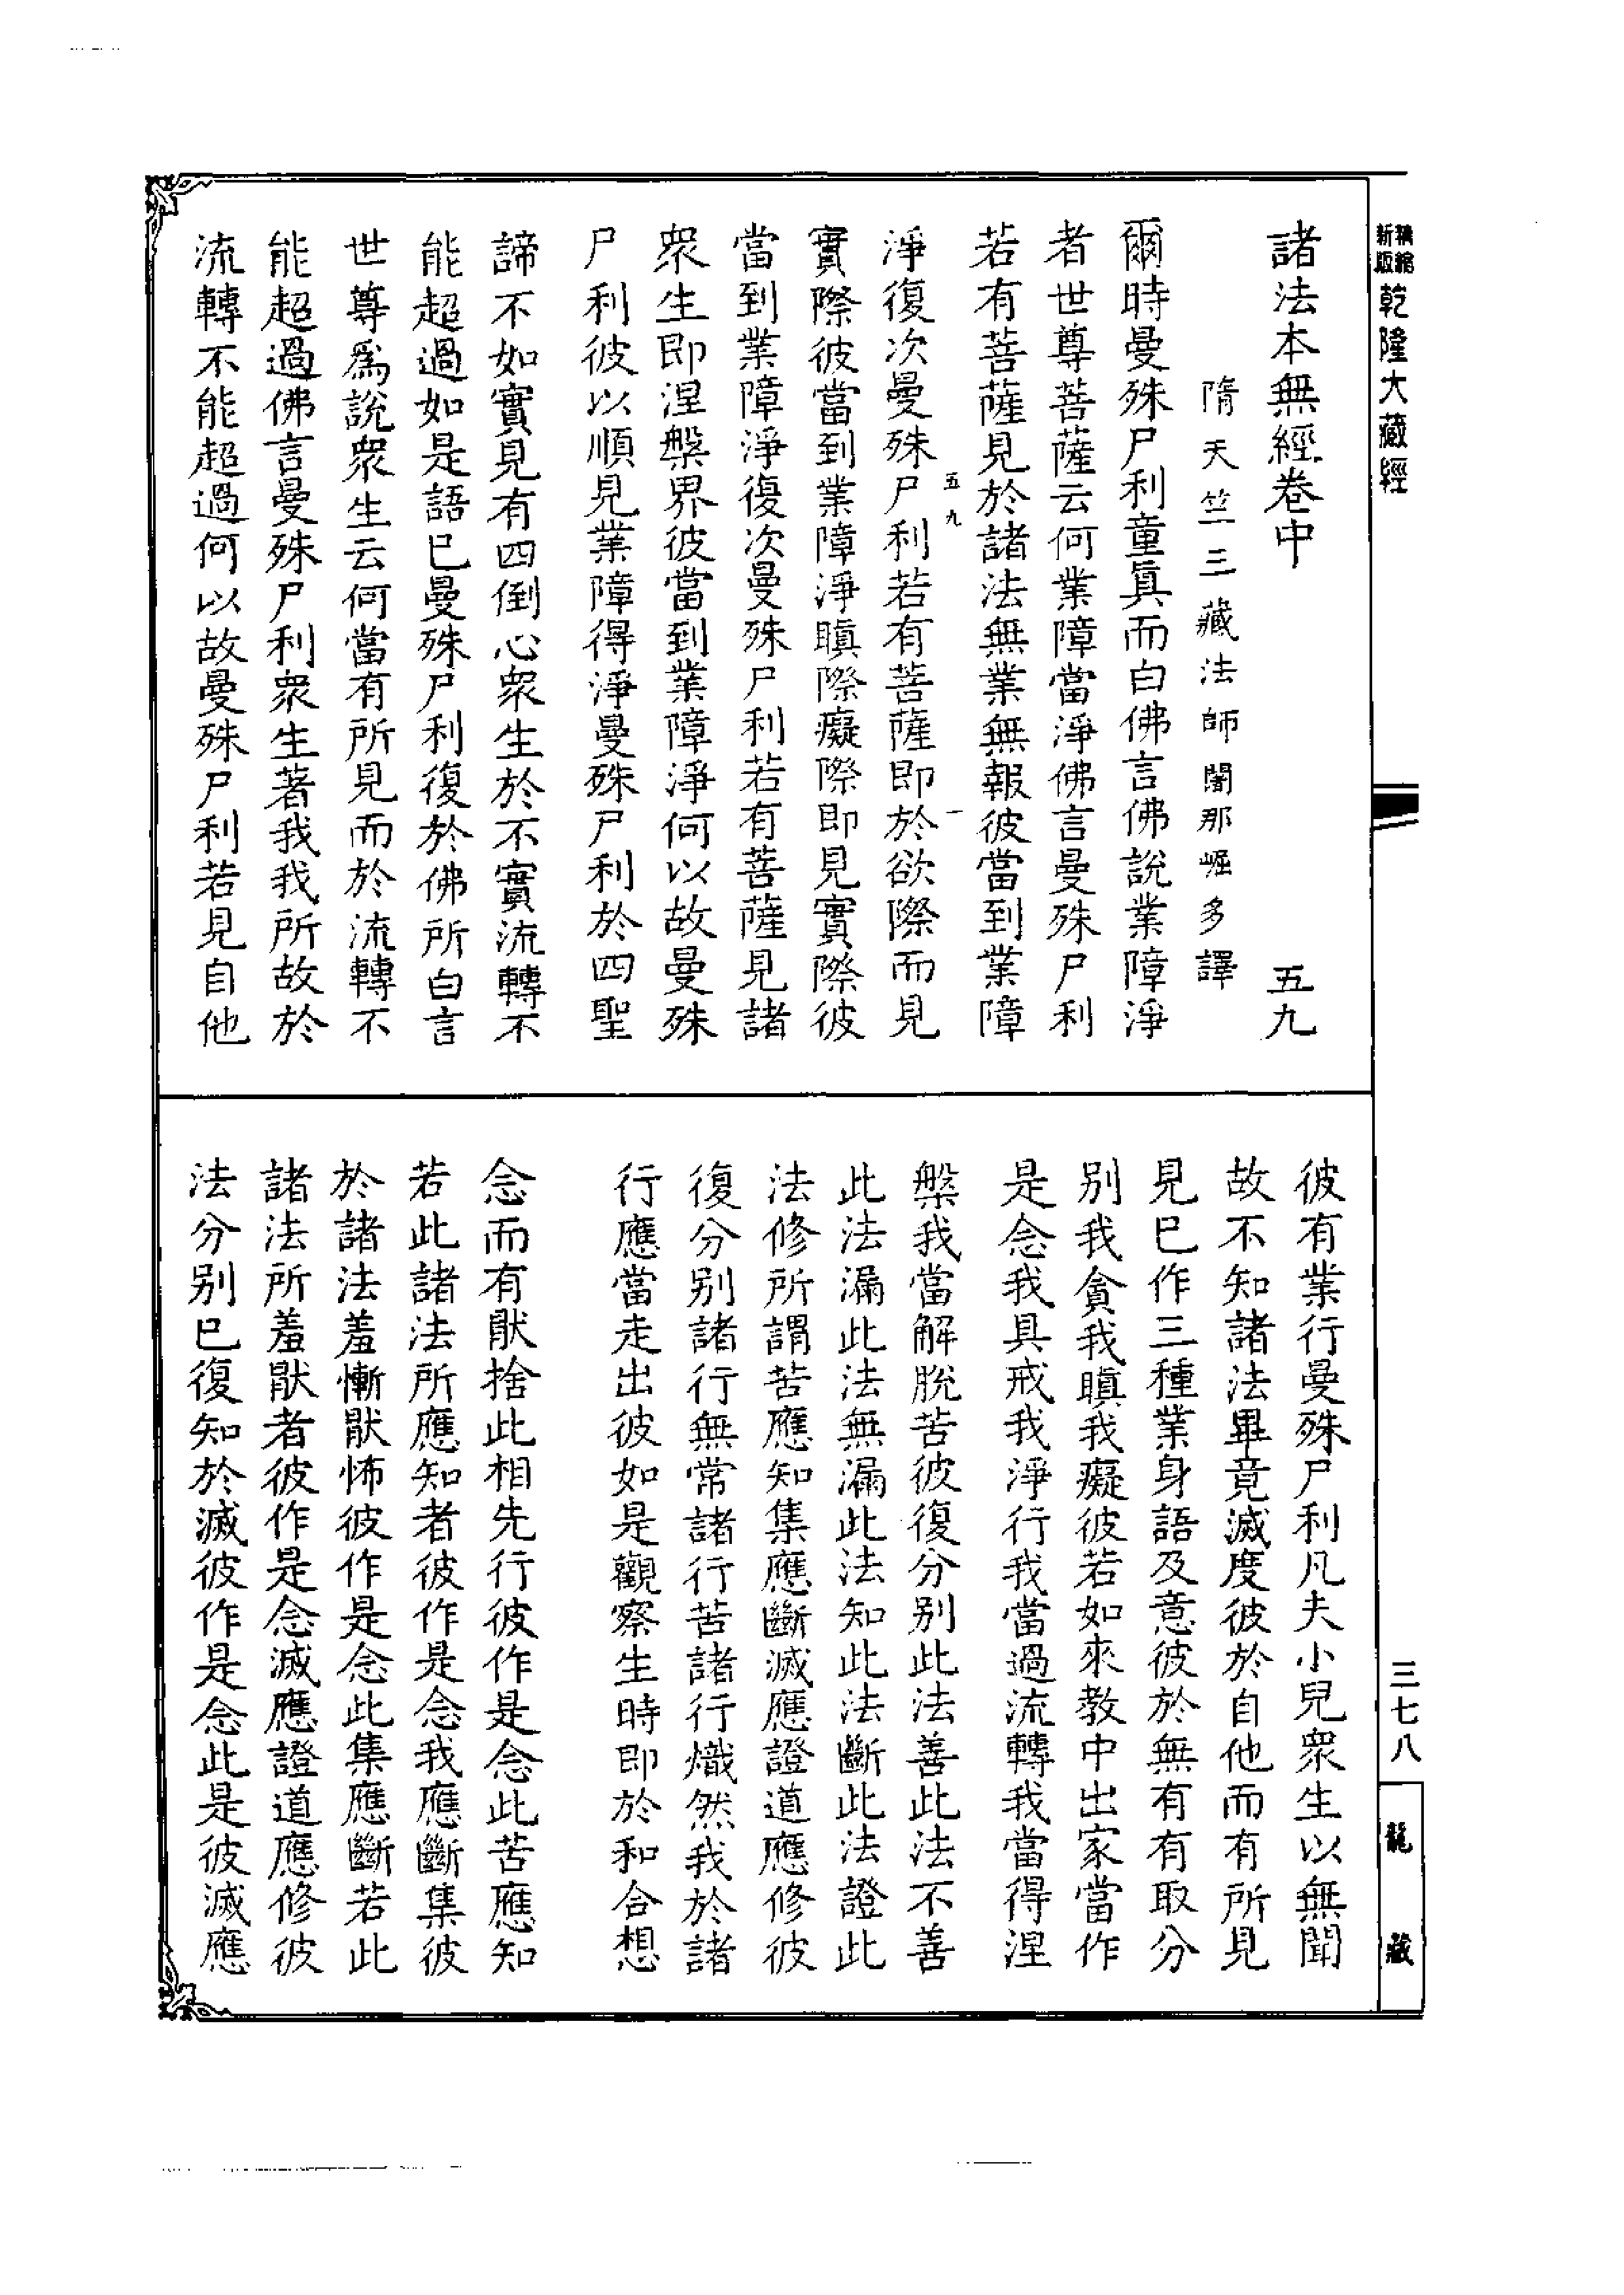 精縮
新版
乾隆大藏經
諸法本無經卷中
五九
隋天竺三藏法師闍那崛多譯
爾時曼殊尸利童眞而白佛言佛說業障淨
者世尊菩薩云何業障當淨佛言曼殊尸利
若有菩薩見於諸法無業無報彼當到業障
五九
一
淨復次曼殊尸利若有菩薩即於欲際而見
實際彼當到業障淨瞋際癡際即見實際彼
當到業障淨復次曼殊尸利若有菩薩見諸
衆生即涅槃界彼當到業障淨何以故曼殊
尸利彼以順見業障得淨曼殊尸利於四聖
諦不如實見有四倒心衆生於不實流轉不
能超過如是語已曼殊尸利復於佛所白言
世尊爲說衆生云何當有所見而於流轉不
能超過佛言曼殊尸利衆生著我我所故於
流轉不能超過何以故曼殊尸利若見自他
彼有業行曼殊尸利凡夫小兒衆生以無聞
故不知諸法畢竟滅度彼於自他而有所見
見已作三種業身語及意彼於無有有取分
別我貪我瞋我癡彼若如來教中出家當作
是念我具戒我淨行我當過流轉我當得涅
槃我當解脫苦彼復分別此法善此法不善
此法漏此法無漏此法知此法斷此法證此
法修所謂苦應知集應斷滅應證道應修彼
復分別諸行無常諸行苦諸行熾然我於諸
行應當走出彼如是觀察生時即於和合想
念而有猒捨此相先行彼作是念此苦應知
若此諸法所應知者彼作是念我應斷集彼
於諸法羞慚猒怖彼作是念此集應斷若此
諸法所羞猒者彼作是念滅應證道應修彼
法分別已復知於滅彼作是念此是彼滅應
三七八
龍藏